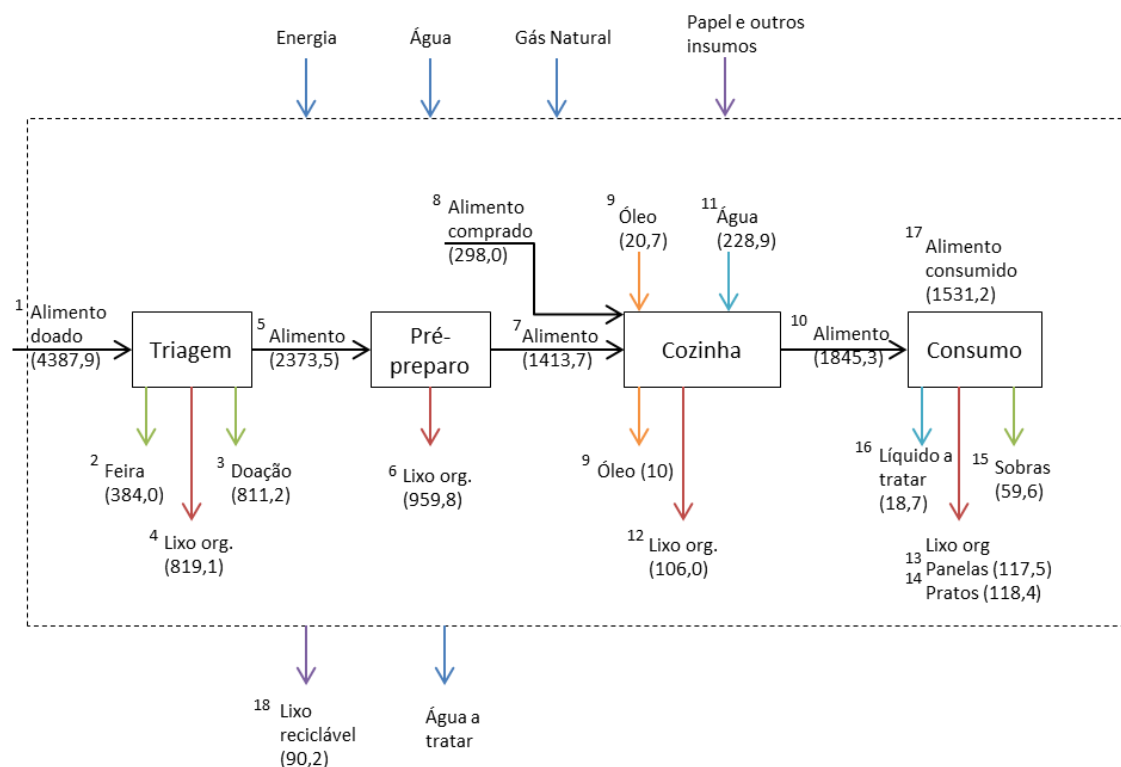 Energia
Água
Gás Natural
Papel e outros
insumos
8 Alimento
comprado
(298,0)
9 Óleo
(20,7)
11 Água
(228,9)
17 Alimento
consumido
(1531,2)
1 Alimento
doado
(4387,9)
Triagem
5 Alimento
(2373,5)
Pré-
preparo
7 Alimento
(1413,7)
Cozinha
10 Alimento
(1845,3)
Consumo
2 Feira
(384,0)
3 Doação
(811,2)
4 Lixo org.
(819,1)
6 Lixo org.
(959,8)
9 Óleo (10)
12 Lixo org.
(106,0)
16 Líquido a
tratar
(18,7)
15 Sobras
(59,6)
Lixo org
13 Panelas (117,5)
14 Pratos (118,4)
18 Lixo
reciclável
(90,2)
Água a
tratar